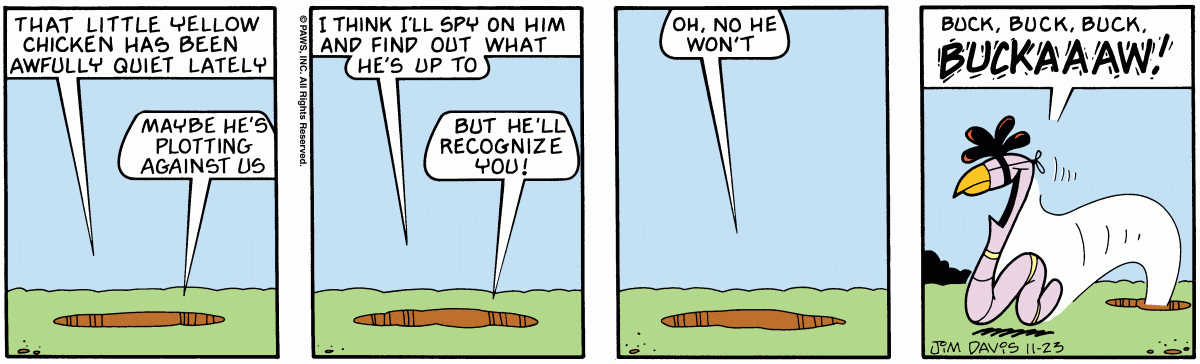 THAT LITTLE YELLOW
CHICKEN HAS BEEN
AWFULLY QUIET LATELY
MAYBE HE'S
PLOTTING
AGAINST US
© PAWS, INC. All Rights Reserved.
I THINK I'LL SPY ON HIM
AND FIND OUT WHAT
HE'S UP TO
BUT HE'LL
RECOGNIZE
YOU!
OH, NO HE
WON'T
BUCK, BUCK, BUCK,
BUCKAAAAW!
JIM DAVIS 11-23